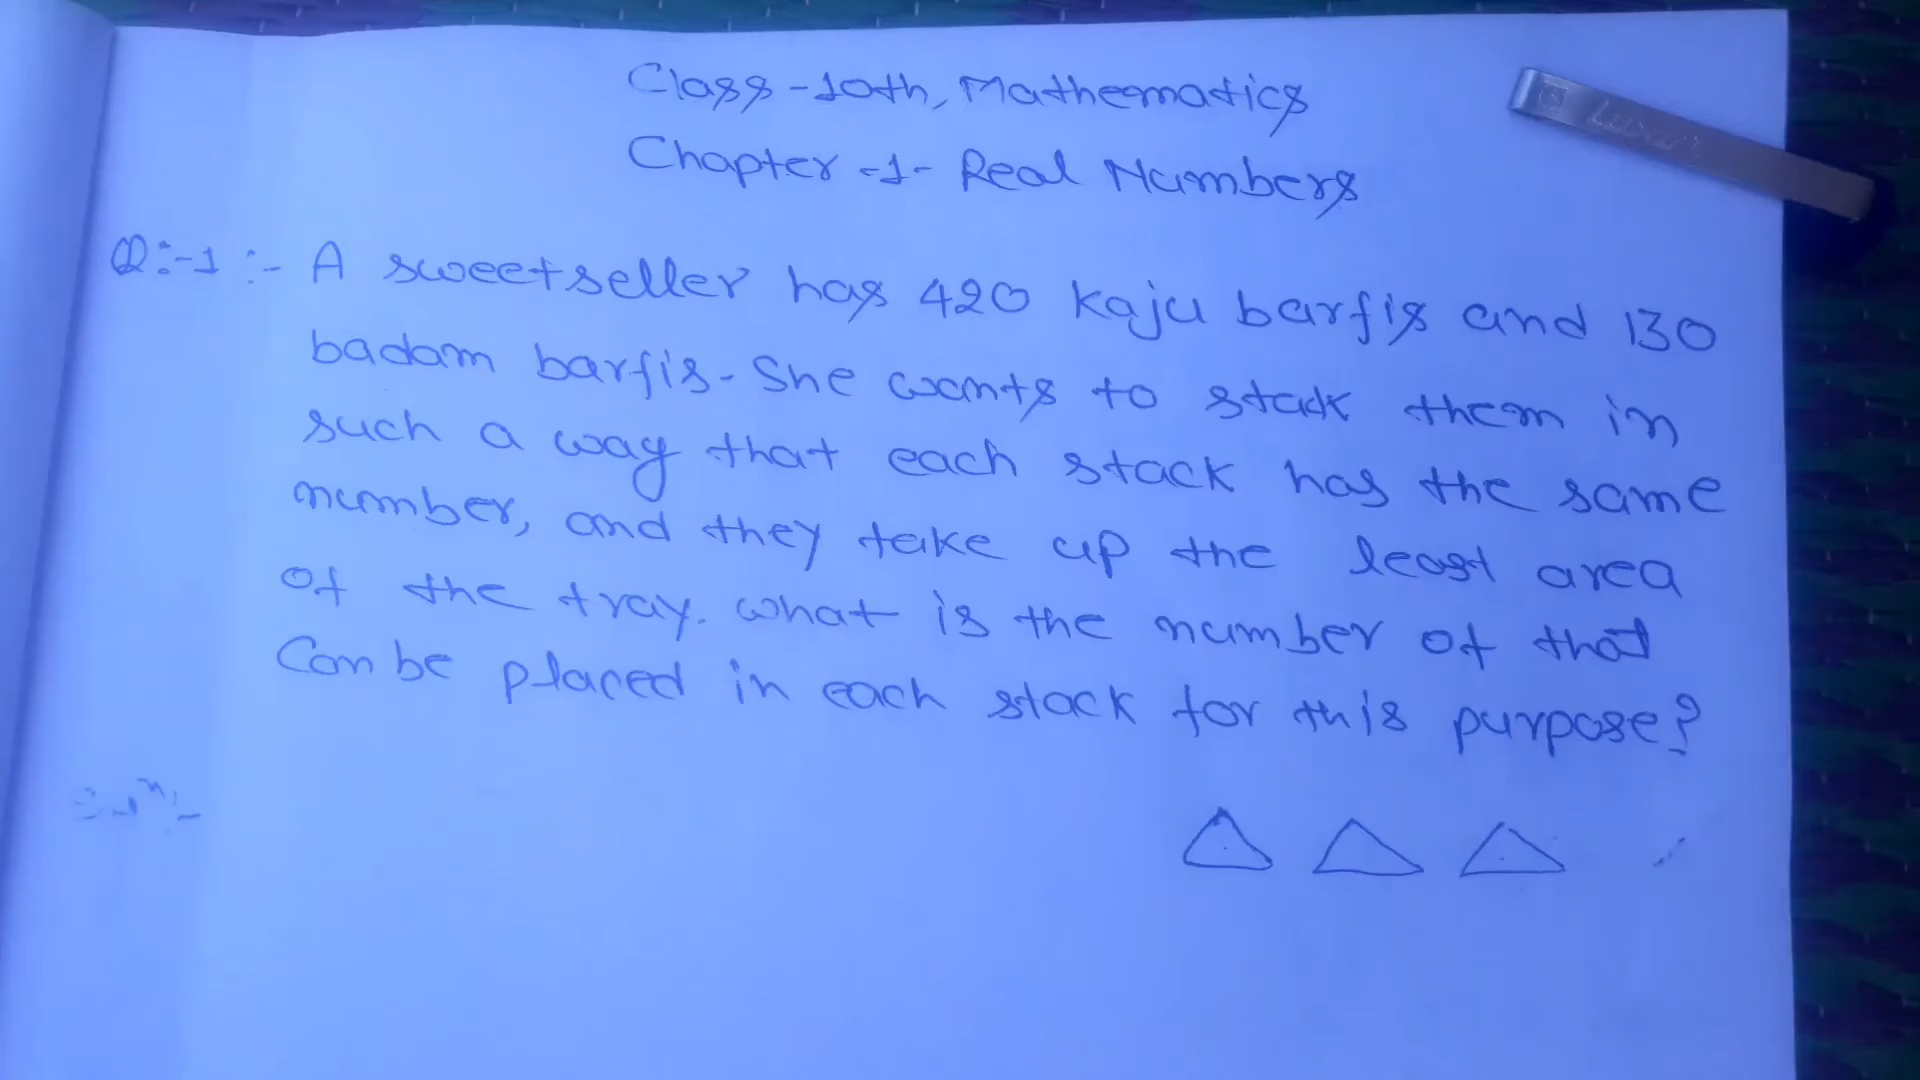 Class -10th, Mathematics
Chapter -1- Real Numbers
Q:-1 :- A sweetseller has 420 kaju barfis and 130
badam barfis. She wants to stack them in
such a way that each stack has the same
number, and they take up the least area
of the tray. what is the number of that
Can be placed in each stack for this purpose?